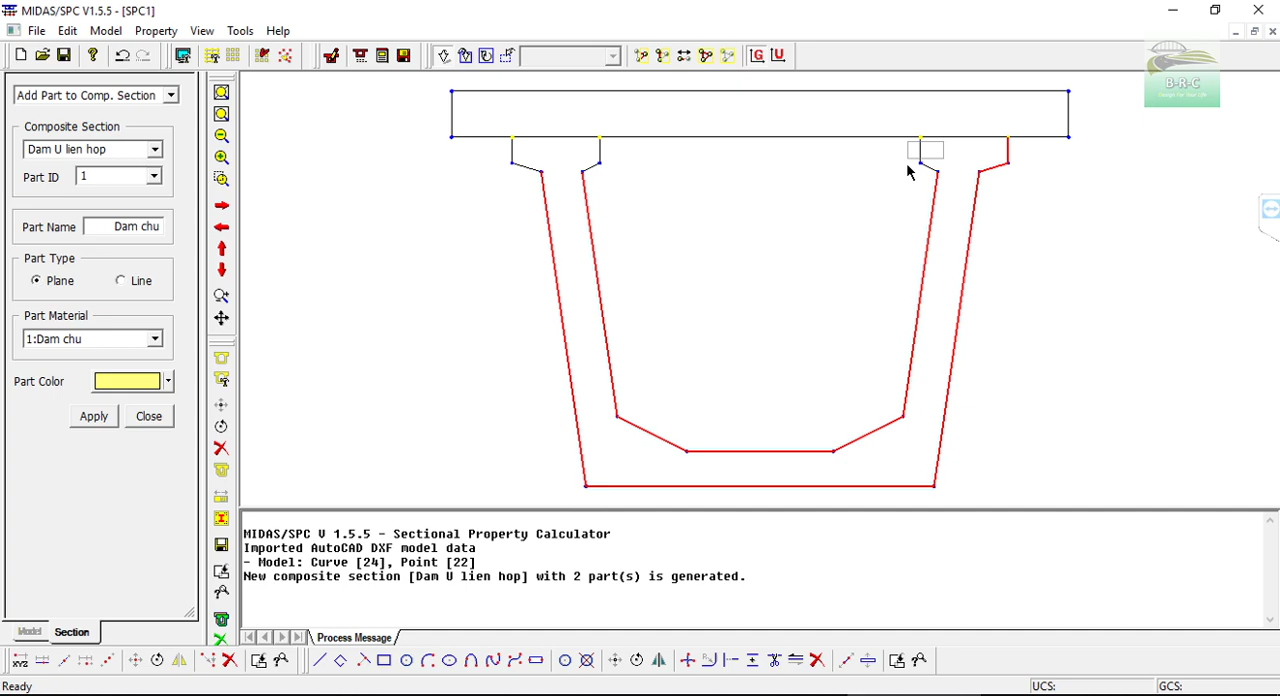 MIDAS/SPC V1.5.5 - [SPC1]
File Edit Model Property View Tools Help
G U
B-R-C
Add Part to Comp. Section
Composite Section
Dam U lien hop
Part ID 1
Part Name Dam chu
Part Type
Plane Line
Part Material
1:Dam chu
Part Color
Apply Close
MIDAS/SPC V 1.5.5 - Sectional Property Calculator
Imported AutoCAD DXF model data
- Model: Curve [24], Point [22]
New composite section [Dam U lien hop] with 2 part(s) is generated.
Model Section
Process Message
XYZ
Ready UCS: GCS: